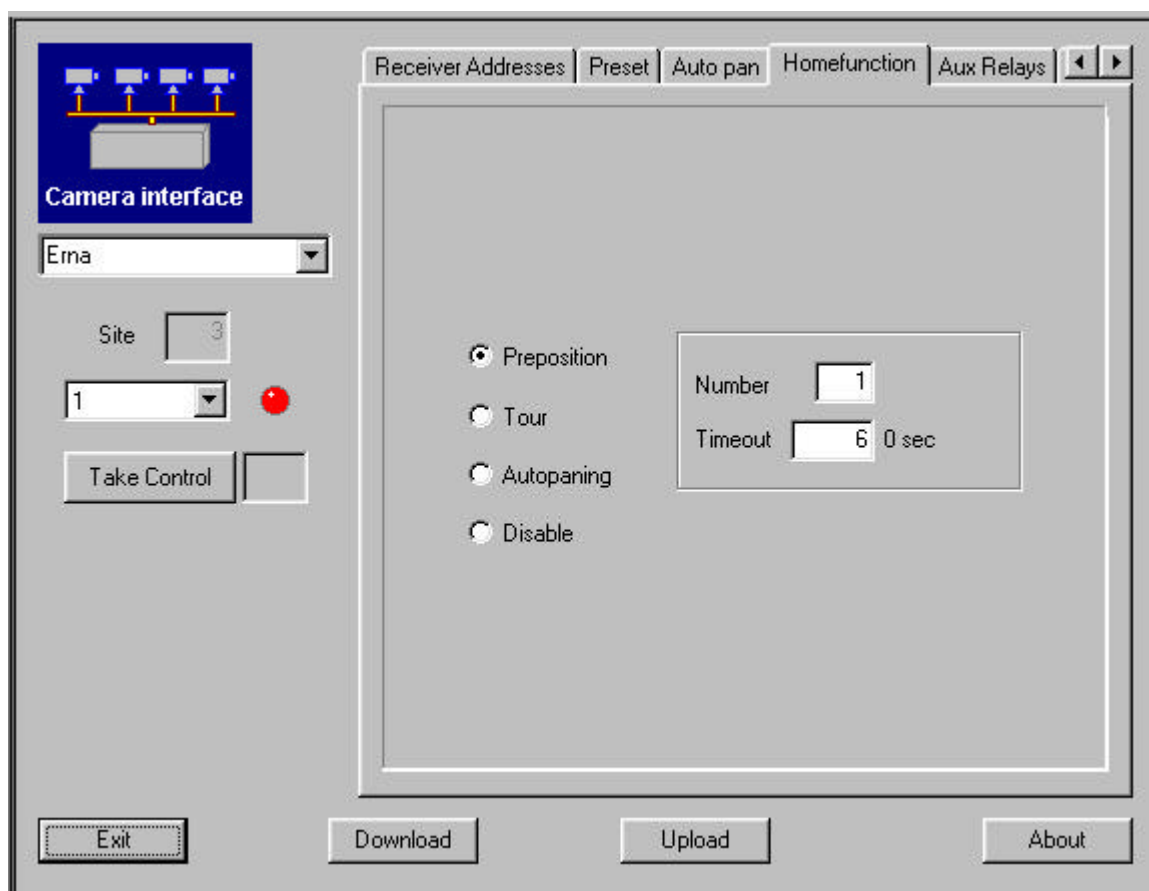 Camera interface
Erna
Site 3
1
Take Control
Receiver Addresses Preset Auto pan Homefunction Aux Relays
Preposition
Tour
Autopaning
Disable
Number 1
Timeout 6 0 sec
Exit Download Upload About